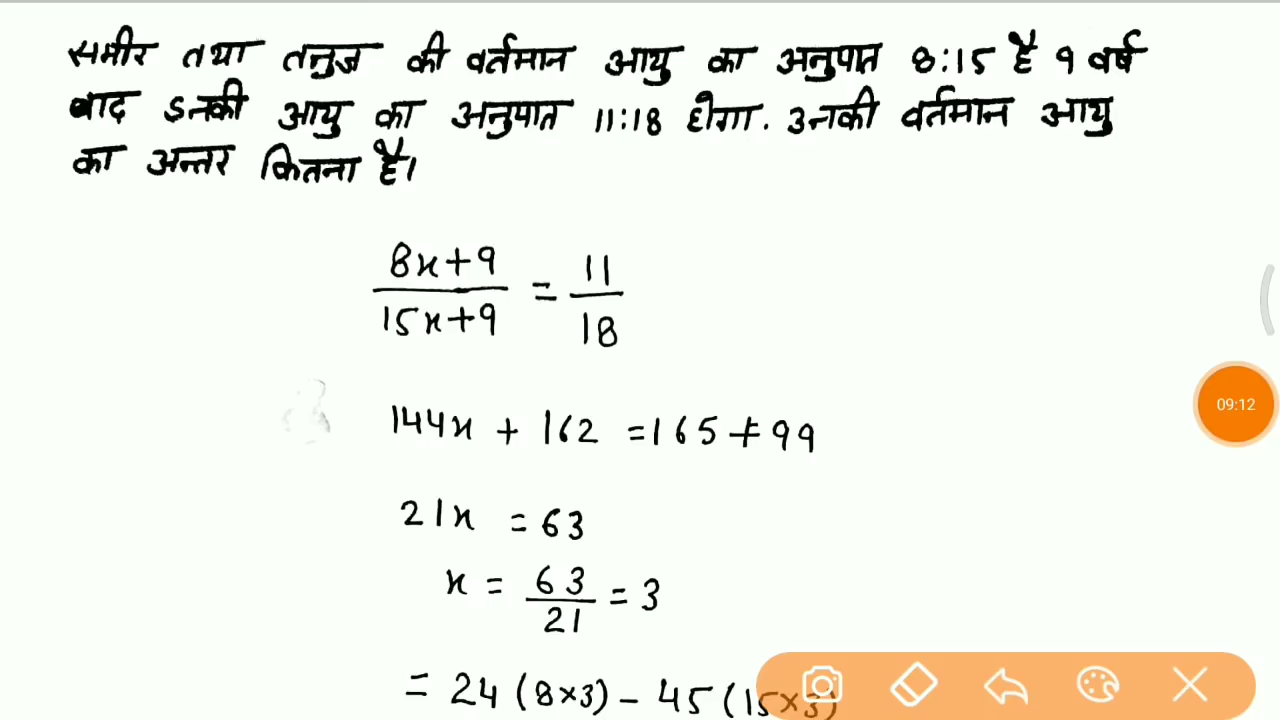 समीर तथा तनुज की वर्तमान आयु का अनुपात 8:15 है 9 वर्ष
बाद इनकी आयु का अनुपात 11:18 होगा. उनकी वर्तमान आयु
का अन्तर कितना है।
8x+9
15x+9
=
11
18
144x + 162 = 165 + 99
09:12
21x = 63
x = 63
21
= 3
= 24 (8×3) - 45 (15×3)